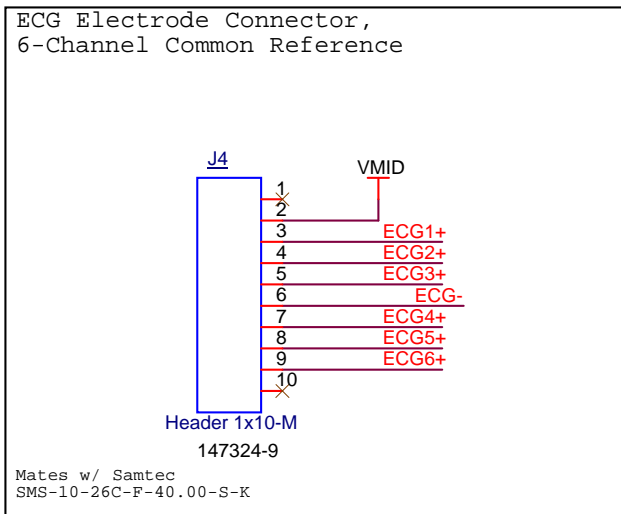 ECG Electrode Connector,
6-Channel Common Reference
J4
VMID
1
2
3 ECG1+
4 ECG2+
5 ECG3+
6 ECG-
7 ECG4+
8 ECG5+
9 ECG6+
10
Header 1x10-M
147324-9
Mates w/ Samtec
SMS-10-26C-F-40.00-S-K